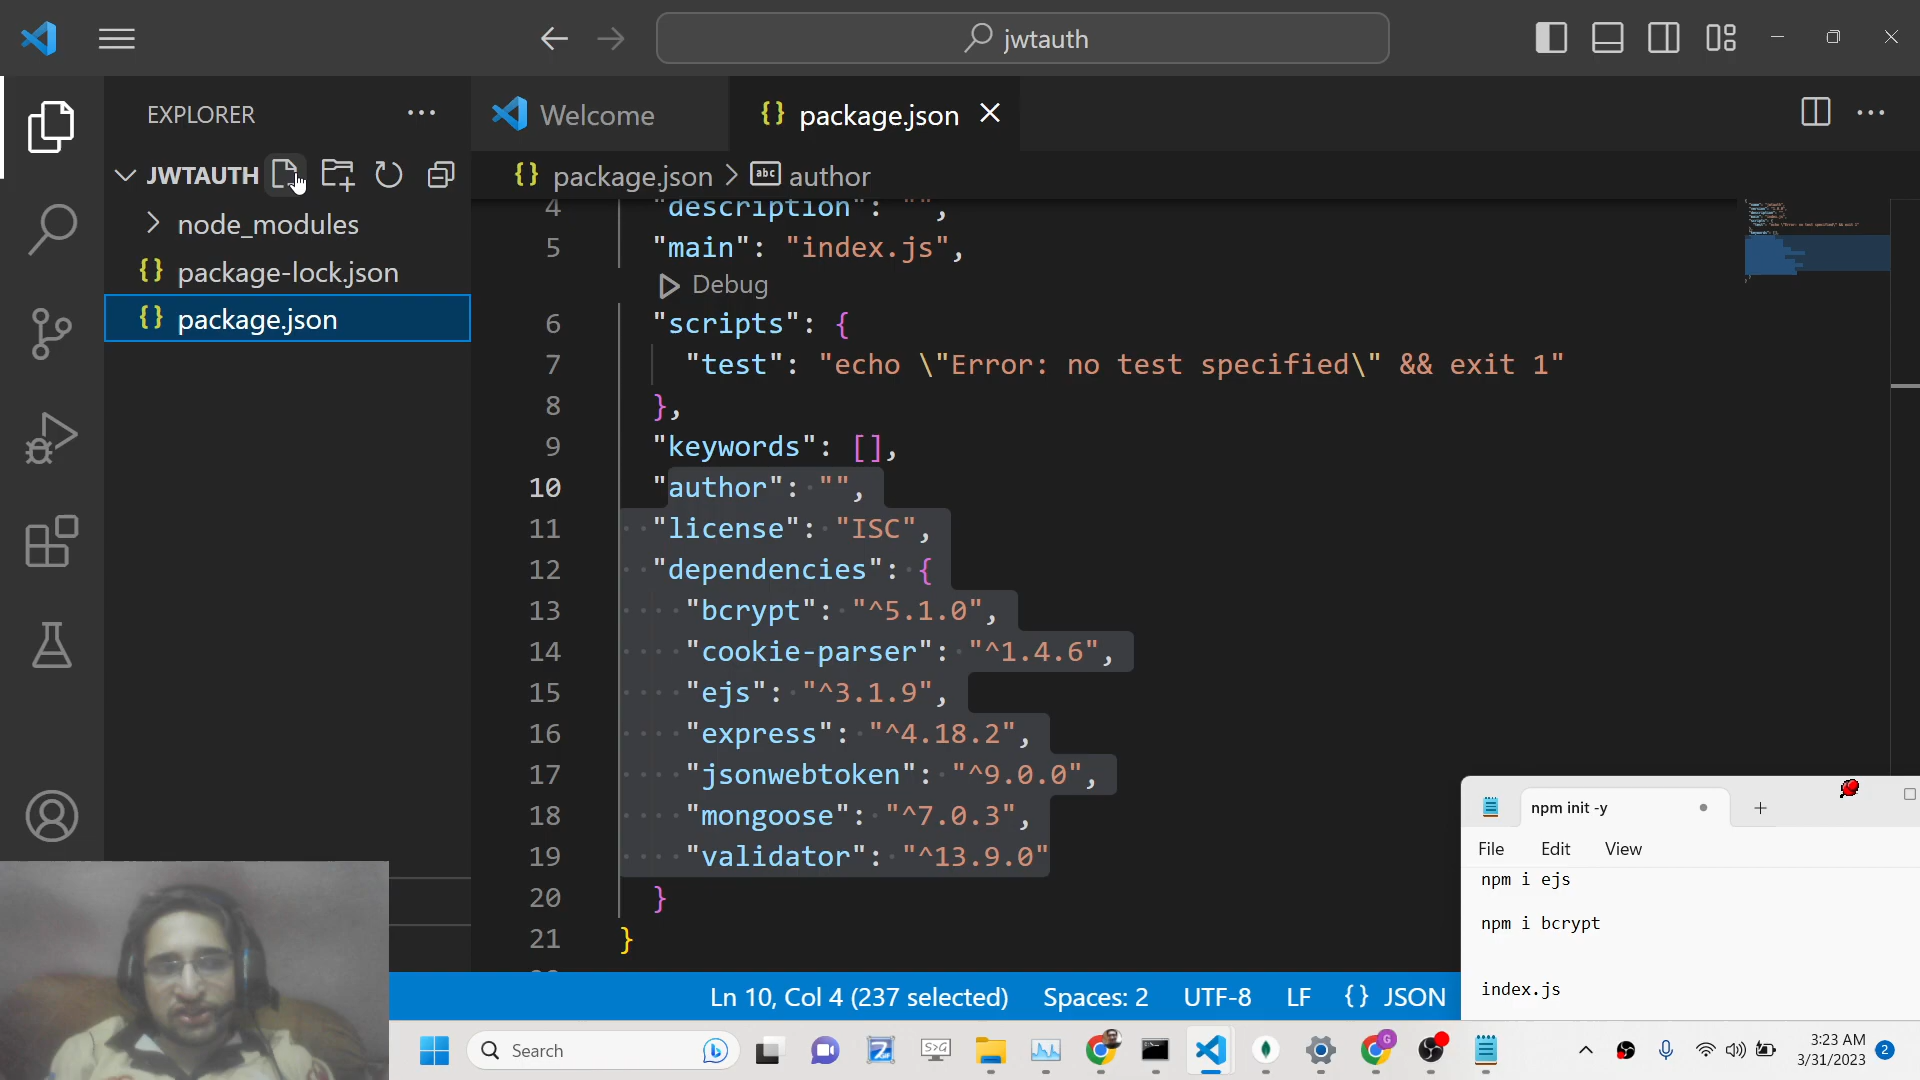 jwtauth
EXPLORER
Welcome
{} package.json
JWTAUTH
{} package.json > author
node_modules
{} package-lock.json
{} package.json
4 "description": "",
5 "main": "index.js",
Debug
6 "scripts": {
7 "test": "echo \"Error: no test specified\" && exit 1"
8 },
9 "keywords": [],
10 "author": "",
11 "license": "ISC",
12 "dependencies": {
13 "bcrypt": "^5.1.0",
14 "cookie-parser": "^1.4.6",
15 "ejs": "^3.1.9",
16 "express": "^4.18.2",
17 "jsonwebtoken": "^9.0.0",
18 "mongoose": "^7.0.3",
19 "validator": "^13.9.0"
20 }
21 }
npm init -y
File Edit View
npm i ejs
npm i bcrypt
index.js
Ln 10, Col 4 (237 selected) Spaces: 2 UTF-8 LF {} JSON
Search
3:23 AM
3/31/2023
2